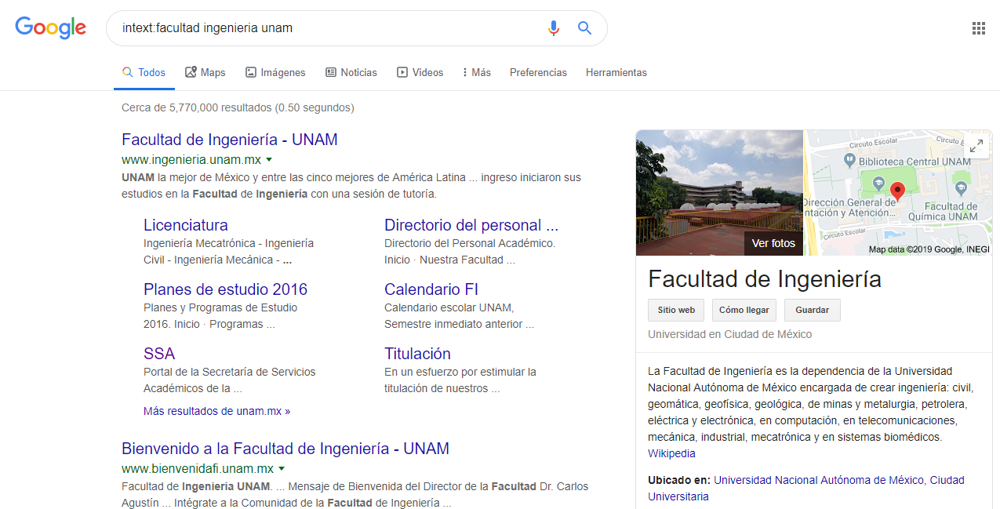 Google
intext:facultad ingenieria unam
Todos
Maps
Imágenes
Noticias
Videos
Más
Preferencias
Herramientas
Cerca de 5,770,000 resultados (0.50 segundos)
Facultad de Ingeniería - UNAM
www.ingenieria.unam.mx
UNAM la mejor de México y entre las cinco mejores de América Latina ... ingreso iniciaron sus
estudios en la Facultad de Ingeniería con una sesión de tutoría.
Licenciatura
Ingeniería Mecatrónica - Ingeniería
Civil - Ingeniería Mecánica - ...
Directorio del personal ...
Directorio del Personal Académico.
Inicio · Nuestra Facultad ...
Planes de estudio 2016
Planes y Programas de Estudio
2016. Inicio · Programas ...
Calendario FI
Calendario escolar UNAM,
Semestre inmediato anterior ...
SSA
Portal de la Secretaría de Servicios
Académicos de la ...
Titulación
En un esfuerzo por estimular la
titulación de nuestros ...
Más resultados de unam.mx »
Bienvenido a la Facultad de Ingeniería - UNAM
www.bienvenidafi.unam.mx
Facultad de Ingeniería UNAM. ... Mensaje de Bienvenida del Director de la Facultad Dr. Carlos
Agustín ... Intégrate a la Comunidad de la Facultad de Ingeniería ...
Ver fotos
Circuito Escolar
Circuito Esc
Biblioteca Central UNAM
Dirección General de
ntación y Atención...
Facultad de
Química UNAM
Circuito Escolar
Map data ©2019 Google, INEGI
Facultad de Ingeniería
Sitio web
Cómo llegar
Guardar
Universidad en Ciudad de México
La Facultad de Ingeniería es la dependencia de la Universidad
Nacional Autónoma de México encargada de crear ingeniería: civil,
geomática, geofísica, geológica, de minas y metalurgia, petrolera,
eléctrica y electrónica, en computación, en telecomunicaciones,
mecánica, industrial, mecatrónica y en sistemas biomédicos.
Wikipedia
Ubicado en: Universidad Nacional Autónoma de México, Ciudad
Universitaria